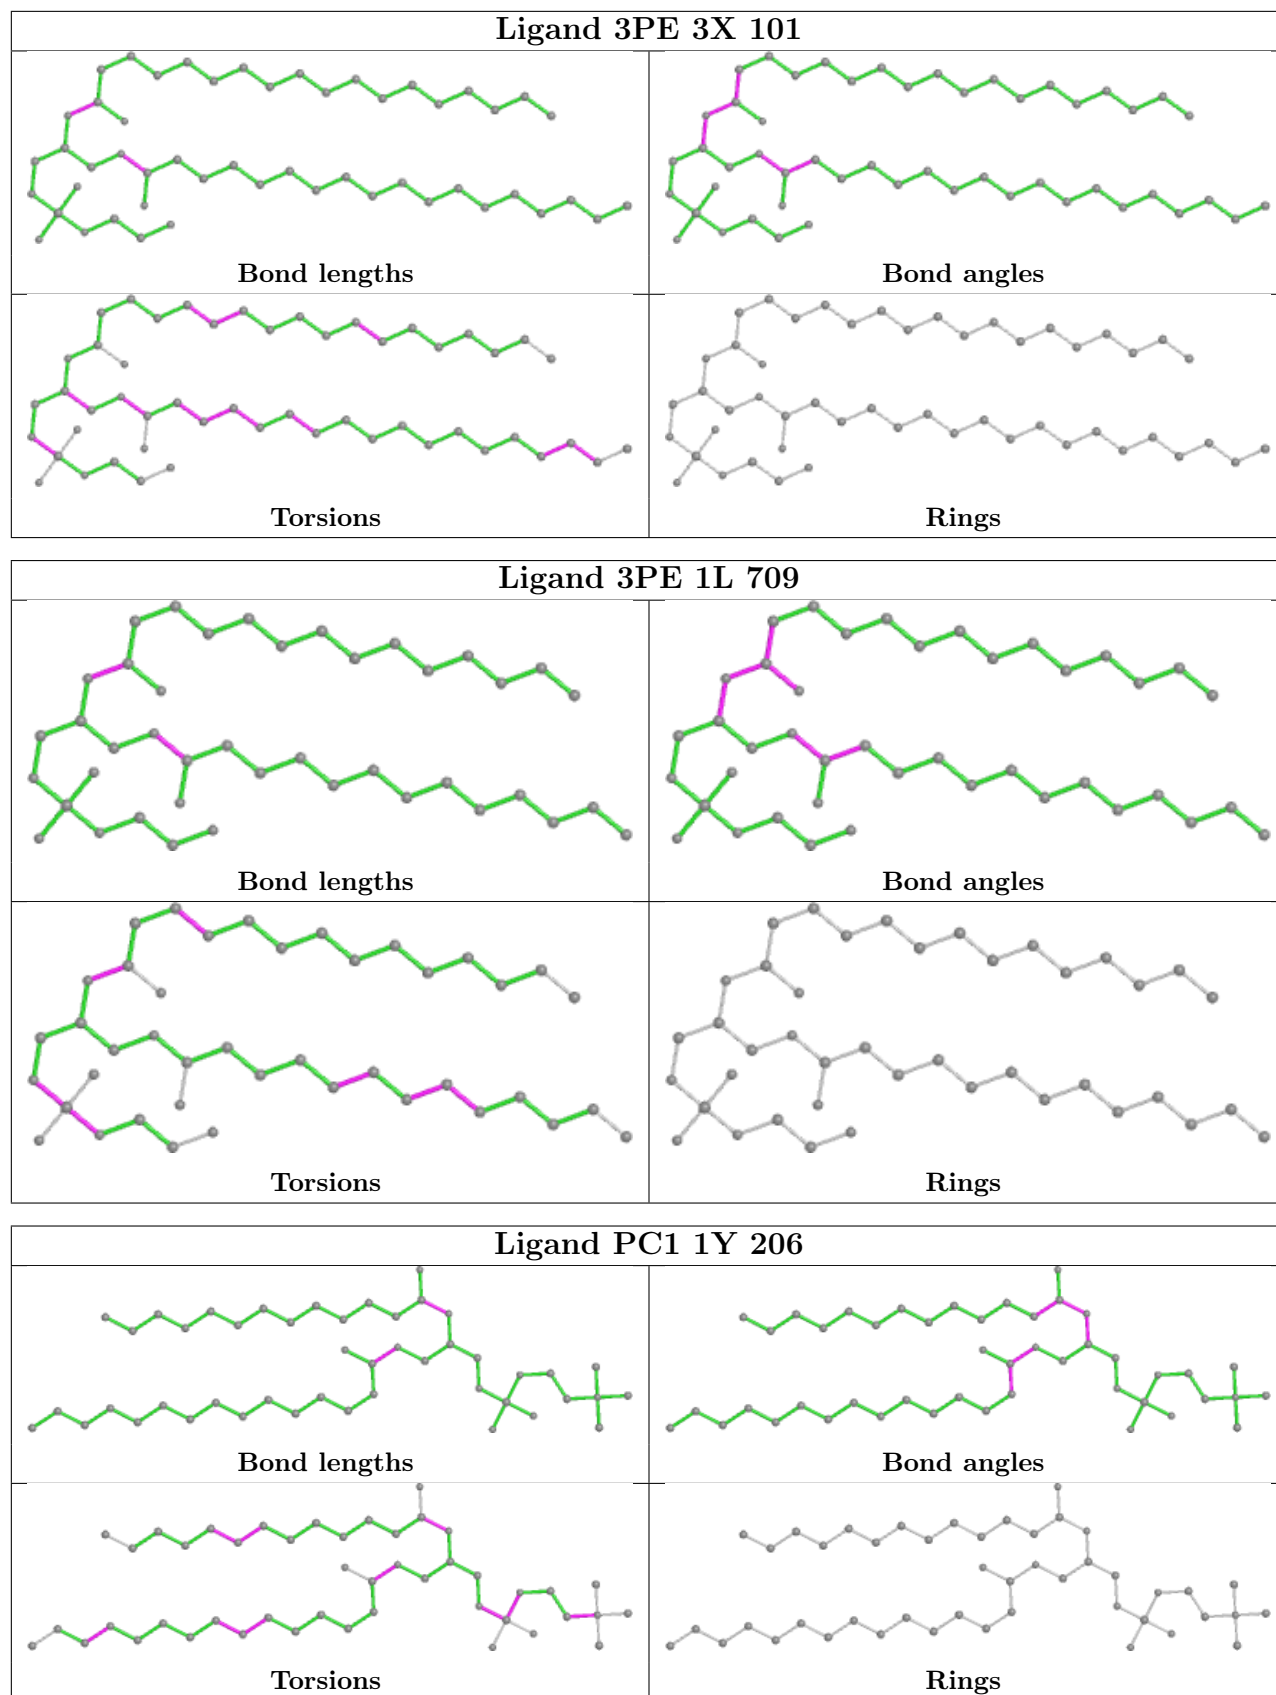 Ligand 3PE 3X 101
Bond lengths
Bond angles
Torsions
Rings
Ligand 3PE 1L 709
Bond lengths
Bond angles
Torsions
Rings
Ligand PC1 1Y 206
Bond lengths
Bond angles
Torsions
Rings